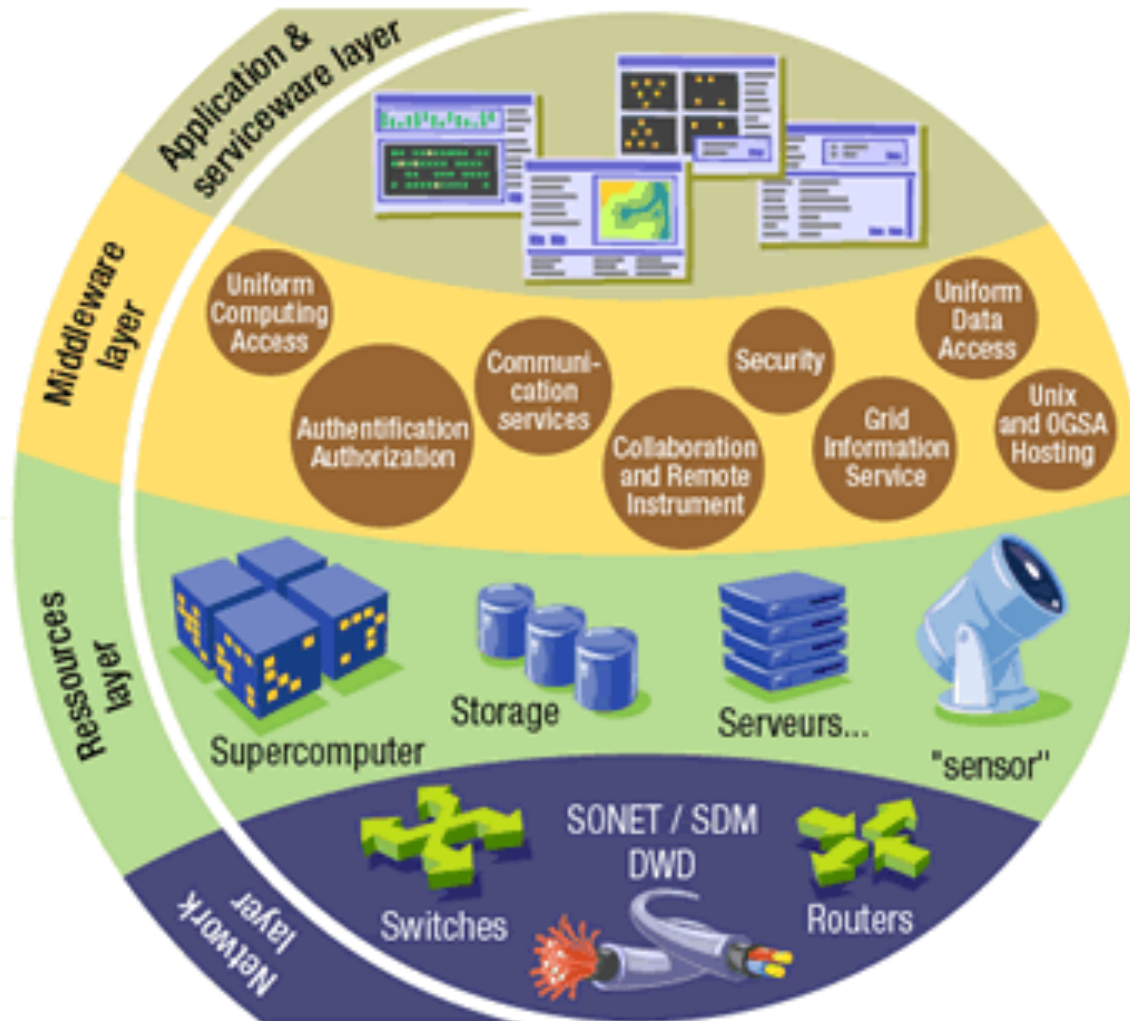 Application &
serviceware layer
Middleware
layer
Uniform
Computing
Access
Authentification
Authorization
Communi-
cation
services
Collaboration
and Remote
Instrument
Security
Grid
Information
Service
Uniform
Data
Access
Unix
and OGSA
Hosting
Ressources
layer
Supercomputer
Storage
Serveurs...
"sensor"
Network
layer
Switches
SONET / SDM
DWD
Routers